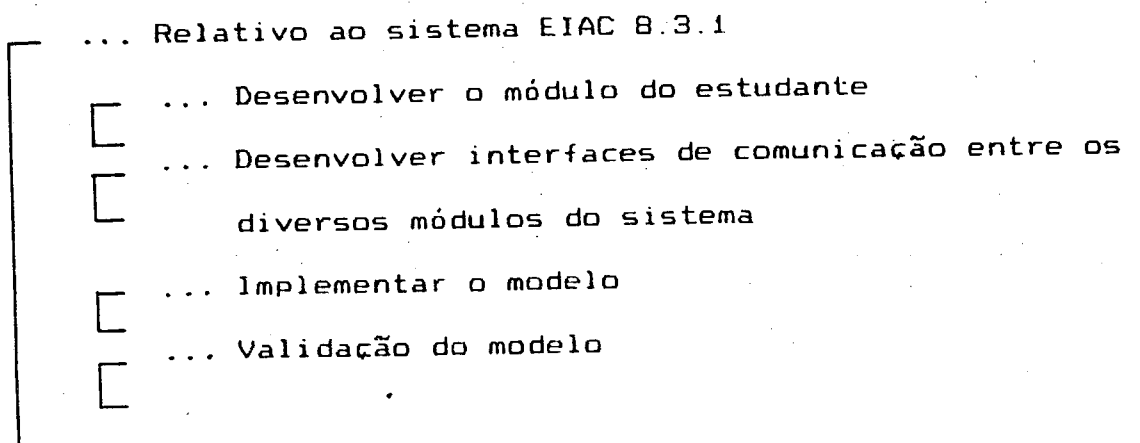 ... Relativo ao sistema EIAC 8.3.1
... Desenvolver o módulo do estudante
... Desenvolver interfaces de comunicação entre os
diversos módulos do sistema
... Implementar o modelo
... Validação do modelo